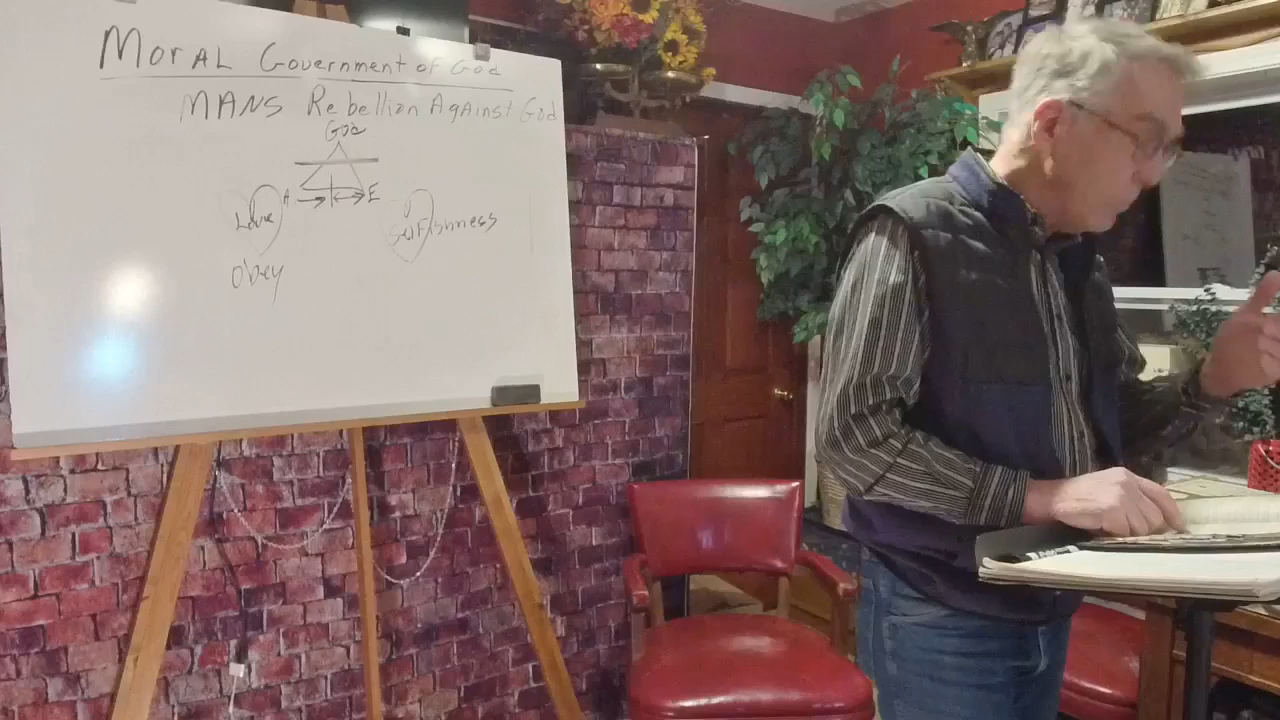 Moral Government of God
MANS Rebellion Against God
God
A E
Love Selfishness
Obey